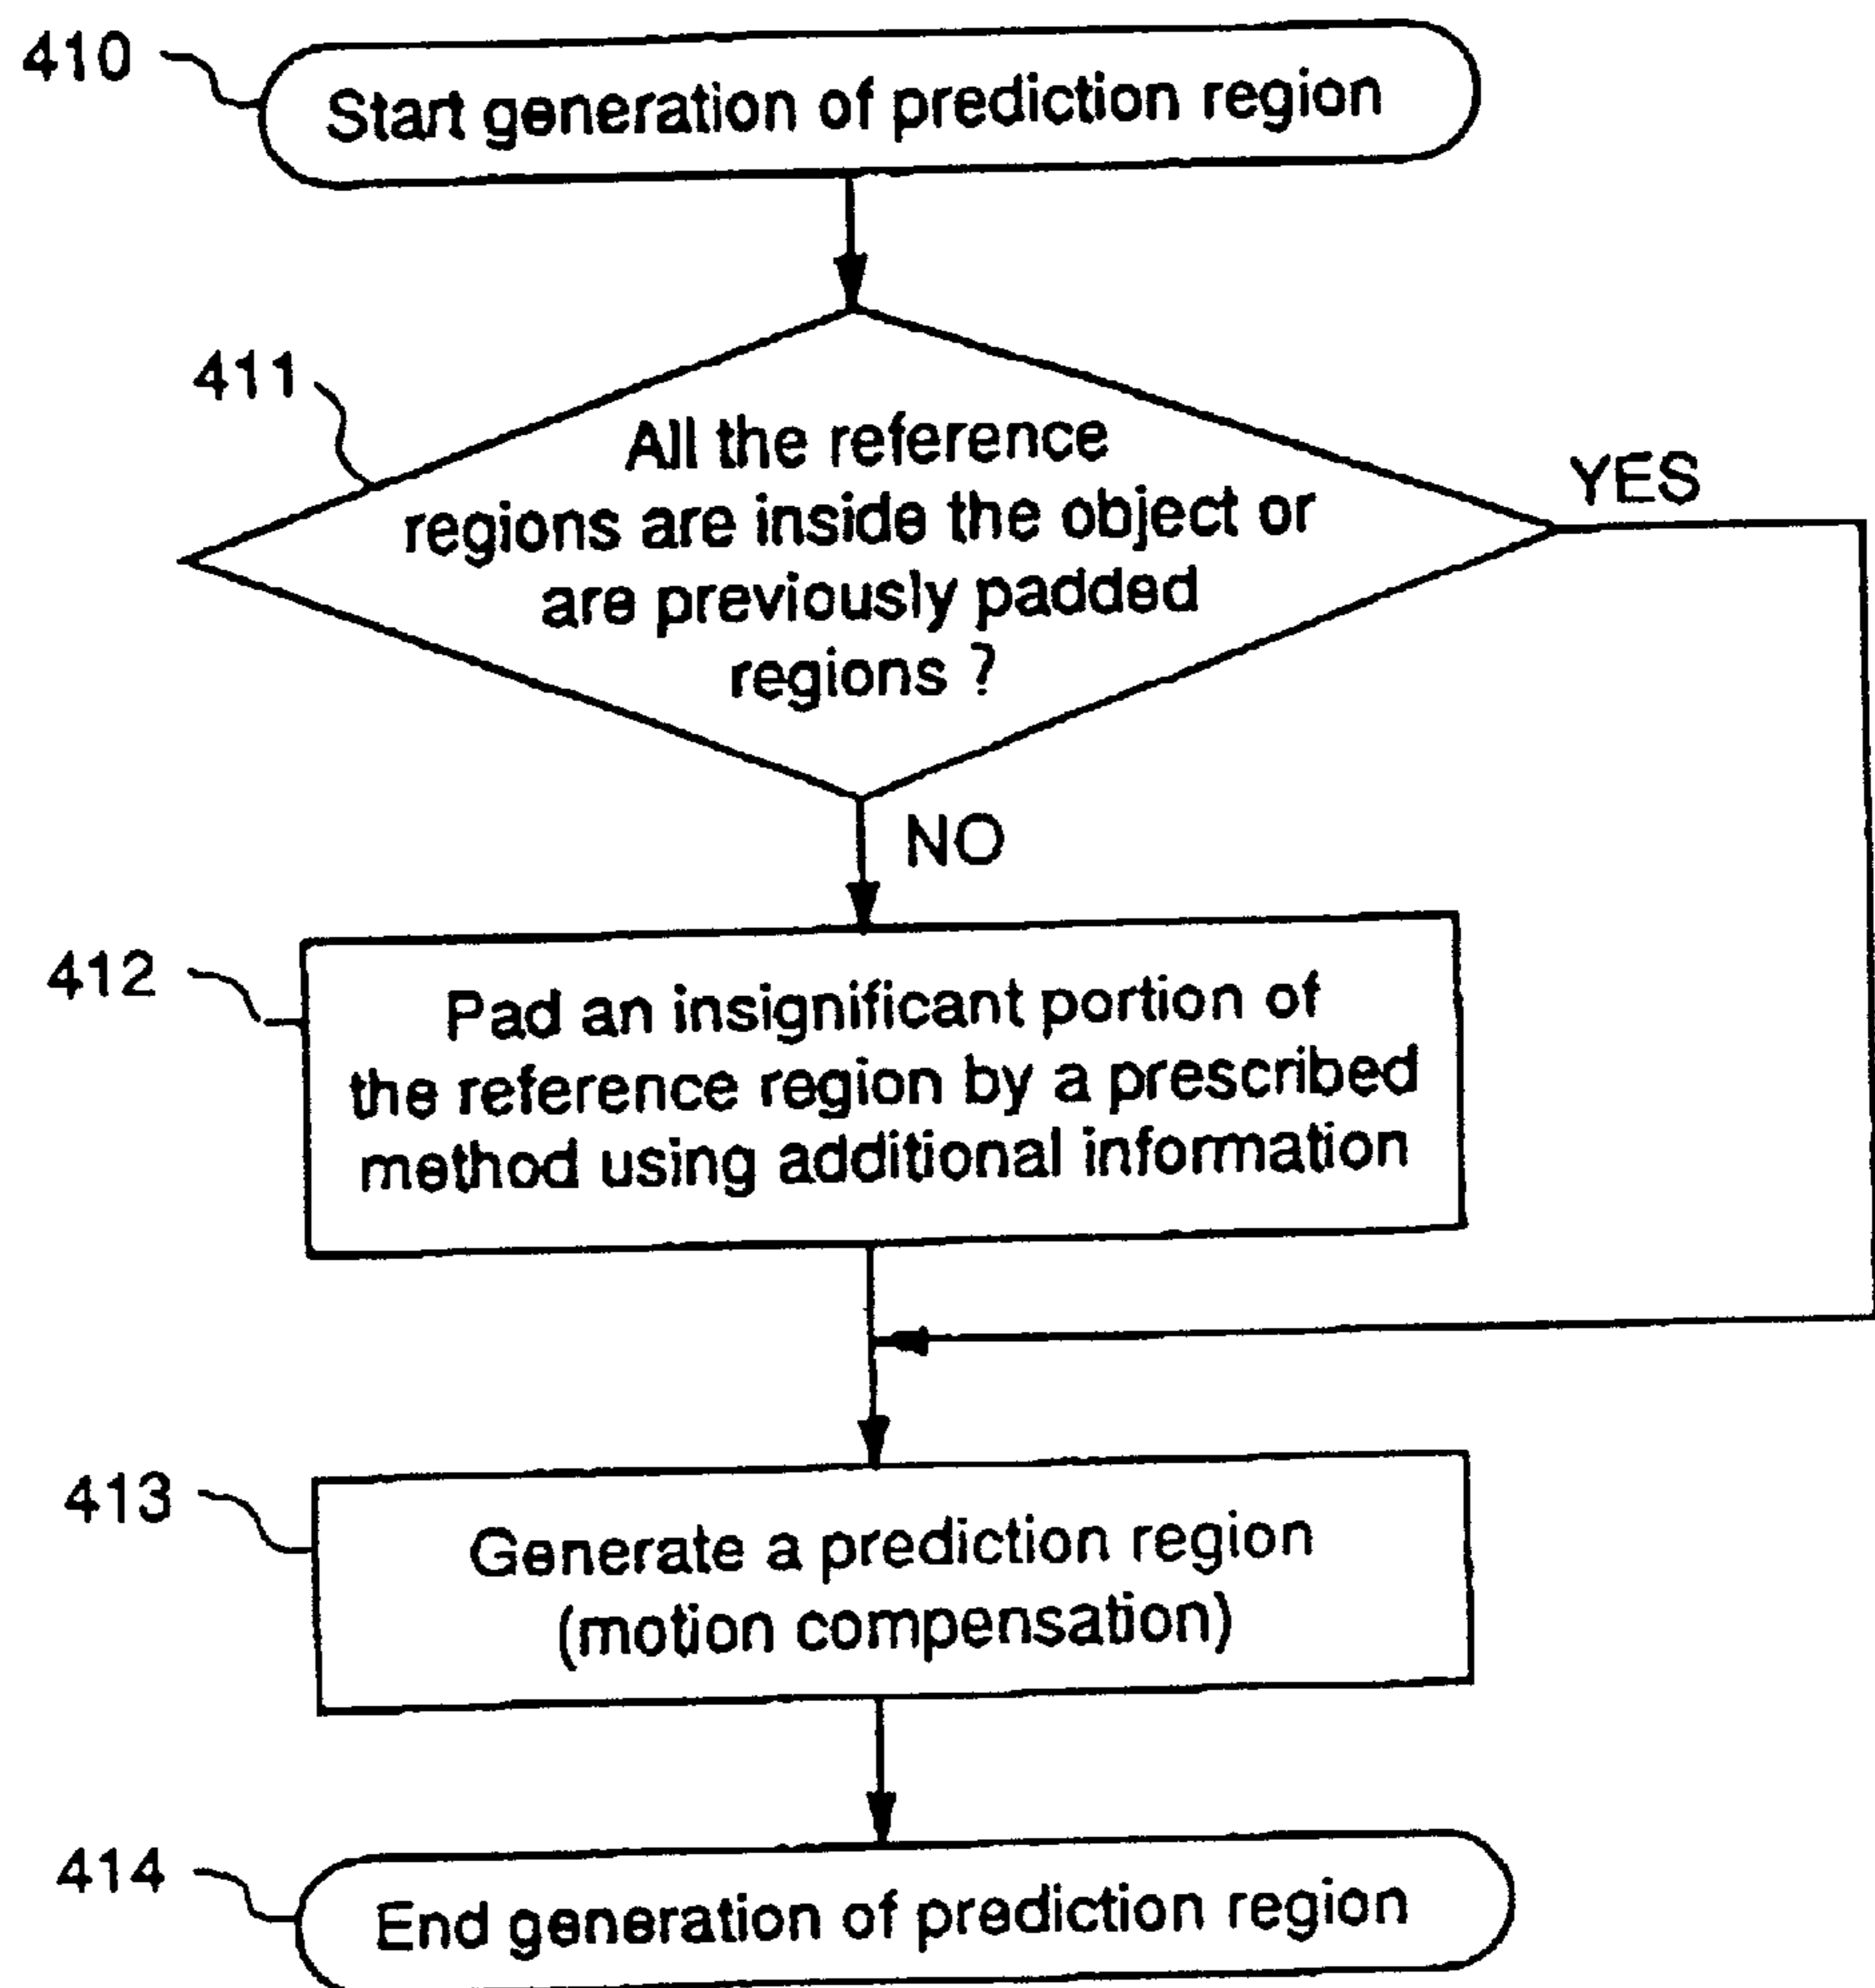 410
Start generation of prediction region
411
All the reference
regions are inside the object or
are previously padded
regions ?
YES
NO
412
Pad an insignificant portion of
the reference region by a prescribed
method using additional information
413
Generate a prediction region
(motion compensation)
414
End generation of prediction region